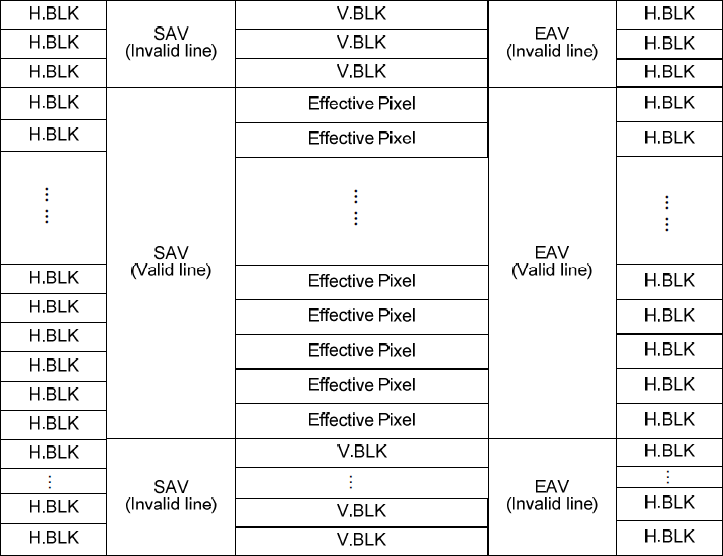 H.BLK SAV V.BLK EAV H.BLK
H.BLK (Invalid line) V.BLK (Invalid line) H.BLK
H.BLK V.BLK H.BLK
H.BLK Effective Pixel H.BLK
H.BLK Effective Pixel H.BLK
SAV EAV
(Valid line) (Valid line)
H.BLK Effective Pixel H.BLK
H.BLK Effective Pixel H.BLK
H.BLK Effective Pixel H.BLK
H.BLK Effective Pixel H.BLK
H.BLK Effective Pixel H.BLK
H.BLK
H.BLK V.BLK H.BLK
SAV EAV
(Invalid line) (Invalid line)
H.BLK V.BLK H.BLK
H.BLK V.BLK H.BLK